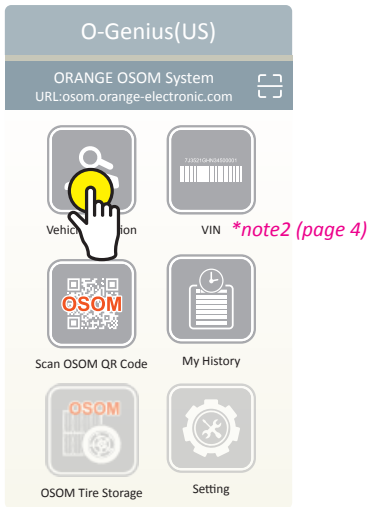 O-Genius(US)
ORANGE OSOM System
URL:osom.orange-electronic.com
VIN *note2 (page 4)
OSOM
Scan OSOM QR Code
My History
OSOM
OSOM Tire Storage
Setting